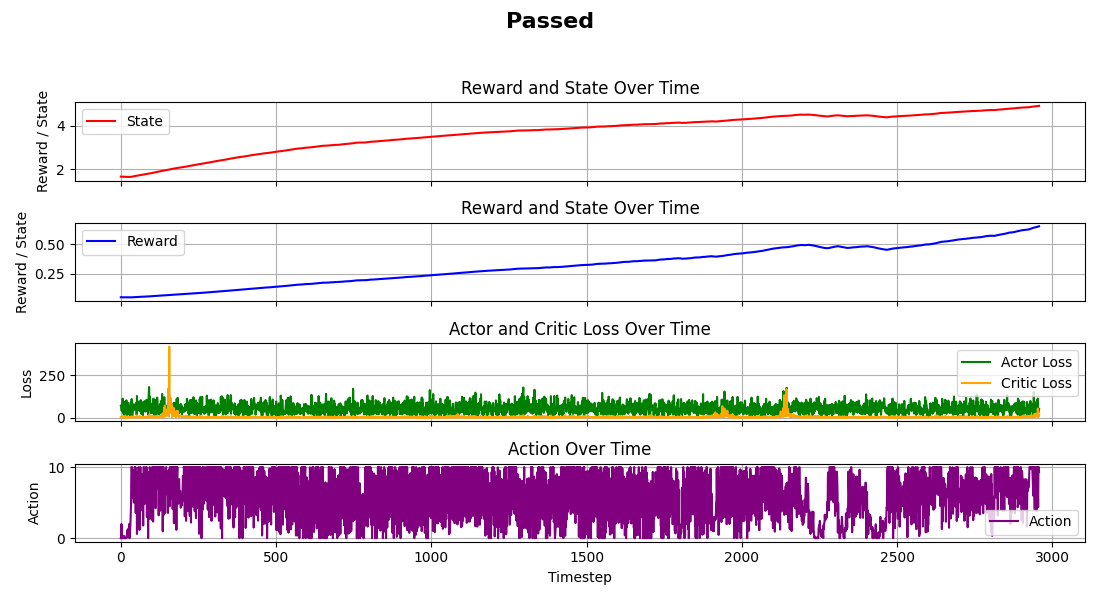 Passed
Reward and State Over Time
Reward / State
4
2
State
Reward and State Over Time
Reward / State
0.50
0.25
Reward
Actor and Critic Loss Over Time
Loss
250
0
Actor Loss
Critic Loss
Action Over Time
Action
10
0
Action
0 500 1000 1500 2000 2500 3000
Timestep